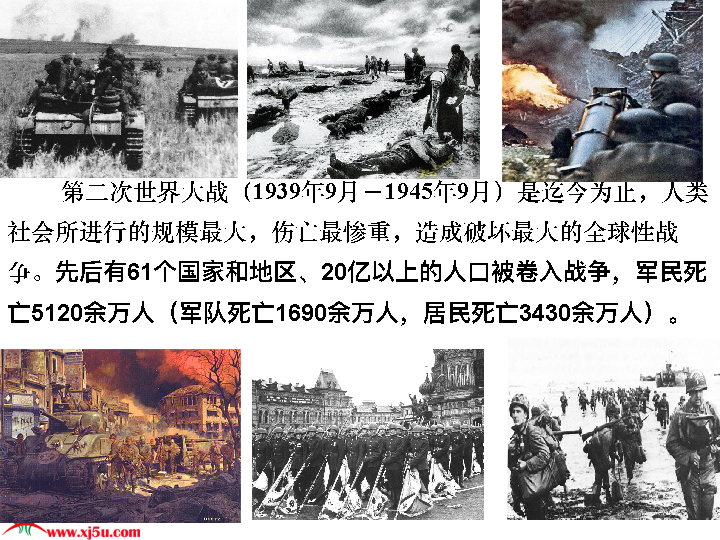 第二次世界大战（1939年9月－1945年9月）是迄今为止，人类
社会所进行的规模最大，伤亡最惨重，造成破坏最大的全球性战
争。先后有61个国家和地区、20亿以上的人口被卷入战争，军民死
亡5120余万人（军队死亡1690余万人，居民死亡3430余万人）。
www.xj5u.com